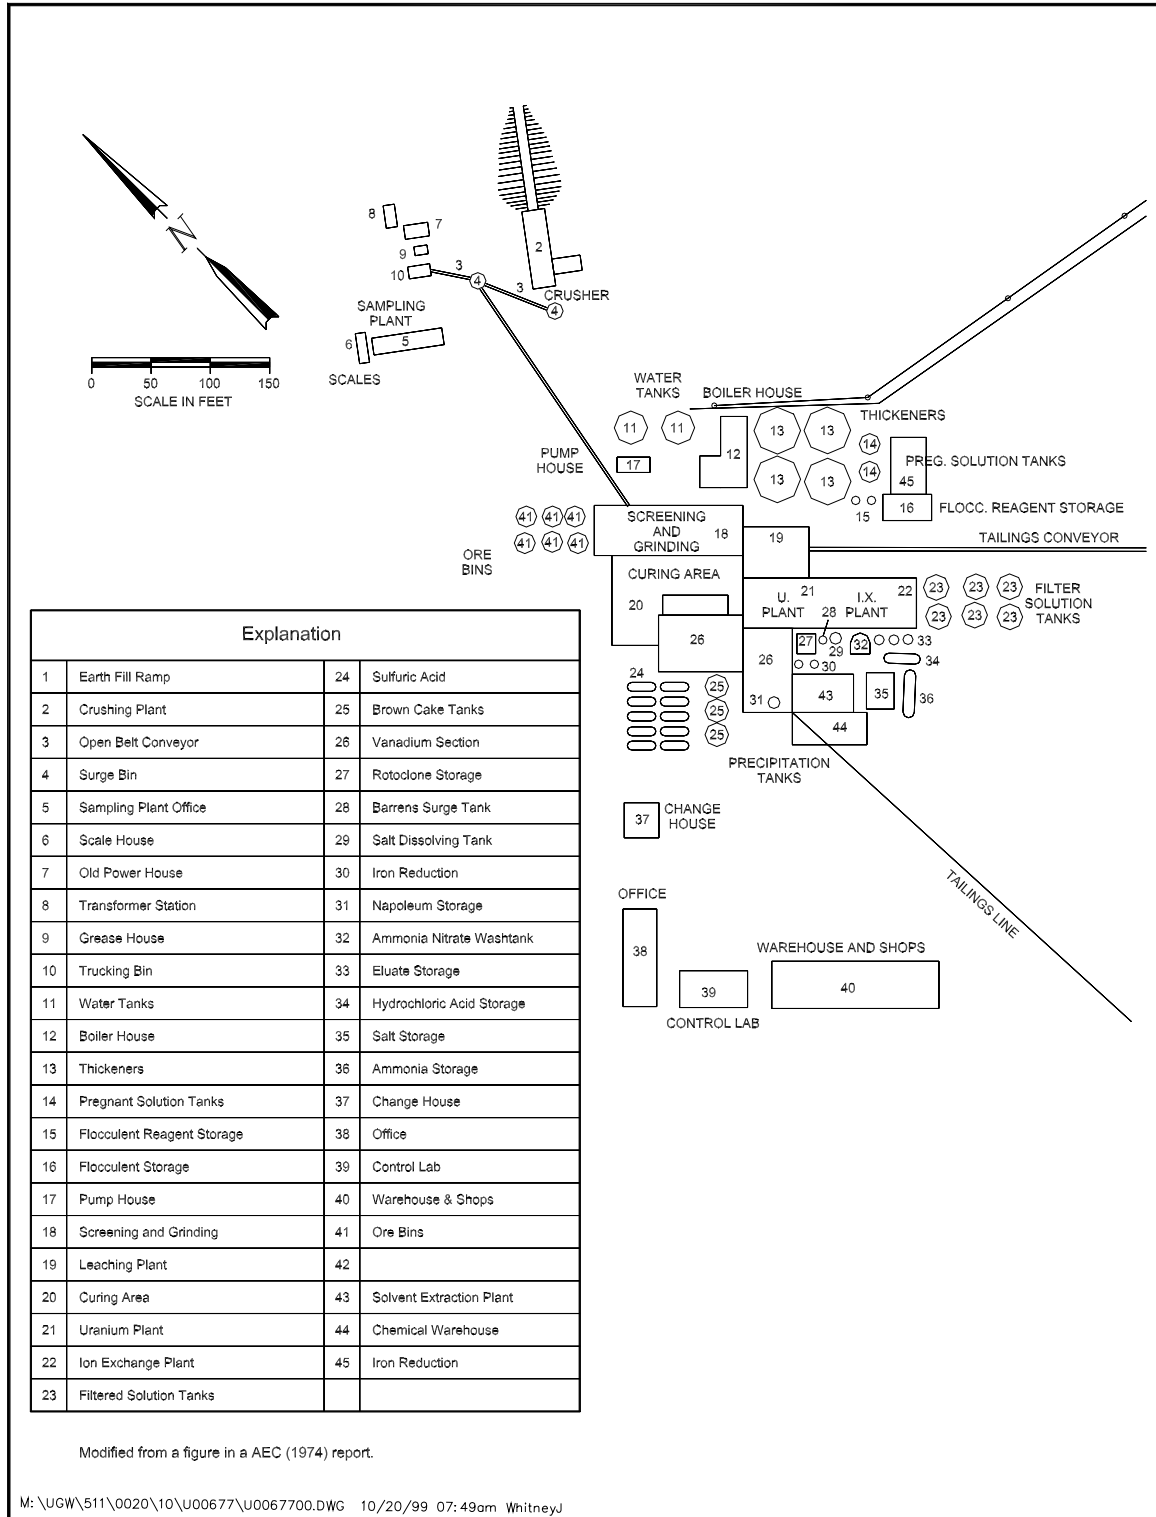 8
7
2
9
10
3
4
3
CRUSHER
4
N
SAMPLING
PLANT
6
5
SCALES
0 50 100 150
SCALE IN FEET
WATER
TANKS
BOILER HOUSE
THICKENERS
11 11
13 13
14
PUMP
HOUSE
17
12
13 13
14
PREG. SOLUTION TANKS
45
15
16
FLOCC. REAGENT STORAGE
41 41 41
41 41 41
ORE
BINS
SCREENING
AND
GRINDING
18
19
TAILINGS CONVEYOR
CURING AREA
20
U.
PLANT
21
I.X.
PLANT
22
23 23 23
23 23 23
FILTER
SOLUTION
TANKS
28
26
26
27
29
32
33
30
34
24
25
25
25
31
43
35
36
44
PRECIPITATION
TANKS
37
CHANGE
HOUSE
TAILINGS LINE
OFFICE
38
39
CONTROL LAB
WAREHOUSE AND SHOPS
40
Explanation
1 Earth Fill Ramp 24 Sulfuric Acid
2 Crushing Plant 25 Brown Cake Tanks
3 Open Belt Conveyor 26 Vanadium Section
4 Surge Bin 27 Rotoclone Storage
5 Sampling Plant Office 28 Barrens Surge Tank
6 Scale House 29 Salt Dissolving Tank
7 Old Power House 30 Iron Reduction
8 Transformer Station 31 Napoleum Storage
9 Grease House 32 Ammonia Nitrate Washtank
10 Trucking Bin 33 Eluate Storage
11 Water Tanks 34 Hydrochloric Acid Storage
12 Boiler House 35 Salt Storage
13 Thickeners 36 Ammonia Storage
14 Pregnant Solution Tanks 37 Change House
15 Flocculent Reagent Storage 38 Office
16 Flocculent Storage 39 Control Lab
17 Pump House 40 Warehouse & Shops
18 Screening and Grinding 41 Ore Bins
19 Leaching Plant 42
20 Curing Area 43 Solvent Extraction Plant
21 Uranium Plant 44 Chemical Warehouse
22 Ion Exchange Plant 45 Iron Reduction
23 Filtered Solution Tanks
Modified from a figure in a AEC (1974) report.
M:\UGW\511\0020\10\U00677\U0067700.DWG 10/20/99 07:49am WhitneyJ